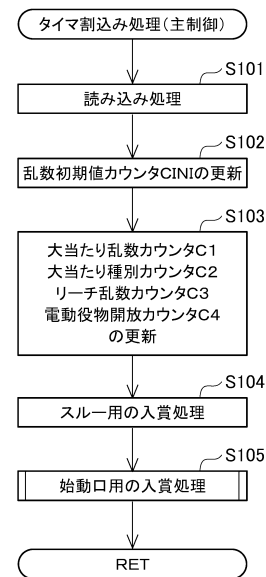 タイマ割込み処理(主制御)
S101
読み込み処理
S102
乱数初期値カウンタCINIの更新
S103
大当たり乱数カウンタC1
大当たり種別カウンタC2
リーチ乱数カウンタC3
電動役物開放カウンタC4
の更新
S104
スルー用の入賞処理
S105
始動口用の入賞処理
RET